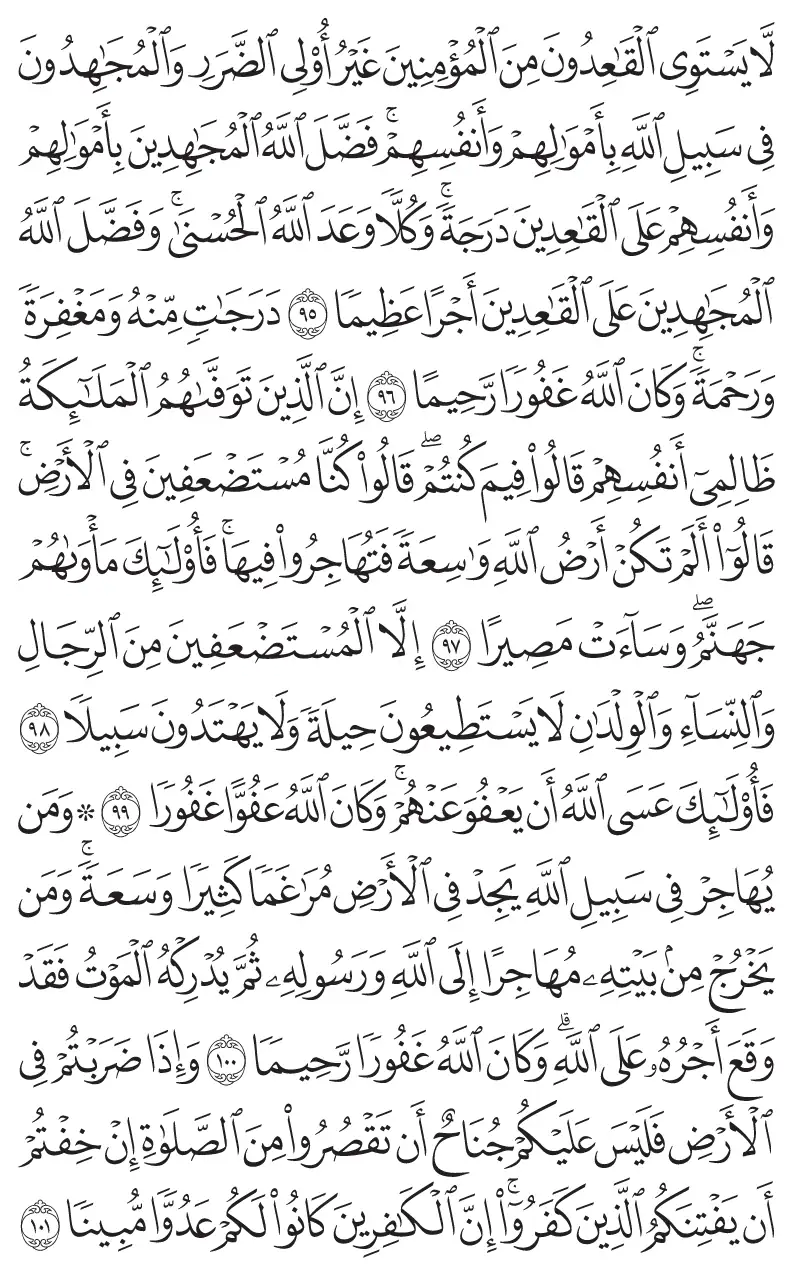 لَّا يَسْتَوِى ٱلْقَـٰعِدُونَ مِنَ ٱلْمُؤْمِنِينَ غَيْرُ أُو۟لِى ٱلضَّرَرِ وَٱلْمُجَـٰهِدُونَ
فِى سَبِيلِ ٱللَّهِ بِأَمْوَٰلِهِمْ وَأَنفُسِهِمْ ۚ فَضَّلَ ٱللَّهُ ٱلْمُجَـٰهِدِينَ بِأَمْوَٰلِهِمْ
وَأَنفُسِهِمْ عَلَى ٱلْقَـٰعِدِينَ دَرَجَةً ۚ وَكُلًّا وَعَدَ ٱللَّهُ ٱلْحُسْنَىٰ ۚ وَفَضَّلَ ٱللَّهُ
ٱلْمُجَـٰهِدِينَ عَلَى ٱلْقَـٰعِدِينَ أَجْرًا عَظِيمًا ٩٥ دَرَجَـٰتٍ مِّنْهُ وَمَغْفِرَةً
وَرَحْمَةً ۚ وَكَانَ ٱللَّهُ غَفُورًا رَّحِيمًا ٩٦ إِنَّ ٱلَّذِينَ تَوَفَّىٰهُمُ ٱلْمَلَـٰٓئِكَةُ
ظَالِمِىٓ أَنفُسِهِمْ قَالُوا۟ فِيمَ كُنتُمْ ۖ قَالُوا۟ كُنَّا مُسْتَضْعَفِينَ فِى ٱلْأَرْضِ ۚ
قَالُوٓا۟ أَلَمْ تَكُنْ أَرْضُ ٱللَّهِ وَٰسِعَةً فَتُهَاجِرُوا۟ فِيهَا ۚ فَأُو۟لَـٰٓئِكَ مَأْوَىٰهُمْ
جَهَنَّمُ ۖ وَسَآءَتْ مَصِيرًا ٩٧ إِلَّا ٱلْمُسْتَضْعَفِينَ مِنَ ٱلرِّجَالِ
وَٱلنِّسَآءِ وَٱلْوِلْدَٰنِ لَا يَسْتَطِيعُونَ حِيلَةً وَلَا يَهْتَدُونَ سَبِيلًا ٩٨
فَأُو۟لَـٰٓئِكَ عَسَى ٱللَّهُ أَن يَعْفُوَ عَنْهُمْ ۚ وَكَانَ ٱللَّهُ عَفُوًّا غَفُورًا ٩٩ * وَمَن
يُهَاجِرْ فِى سَبِيلِ ٱللَّهِ يَجِدْ فِى ٱلْأَرْضِ مُرَٰغَمًا كَثِيرًا وَسَعَةً ۚ وَمَن
يَخْرُجْ مِنۢ بَيْتِهِۦ مُهَاجِرًا إِلَى ٱللَّهِ وَرَسُولِهِۦ ثُمَّ يُدْرِكْهُ ٱلْمَوْتُ فَقَدْ
وَقَعَ أَجْرُهُۥ عَلَى ٱللَّهِ ۗ وَكَانَ ٱللَّهُ غَفُورًا رَّحِيمًا ١٠٠ وَإِذَا ضَرَبْتُمْ فِى
ٱلْأَرْضِ فَلَيْسَ عَلَيْكُمْ جُنَاحٌ أَن تَقْصُرُوا۟ مِنَ ٱلصَّلَوٰةِ إِنْ خِفْتُمْ
أَن يَفْتِنَكُمُ ٱلَّذِينَ كَفَرُوٓا۟ ۚ إِنَّ ٱلْكَـٰفِرِينَ كَانُوا۟ لَكُمْ عَدُوًّا مُّبِينًا ١٠١